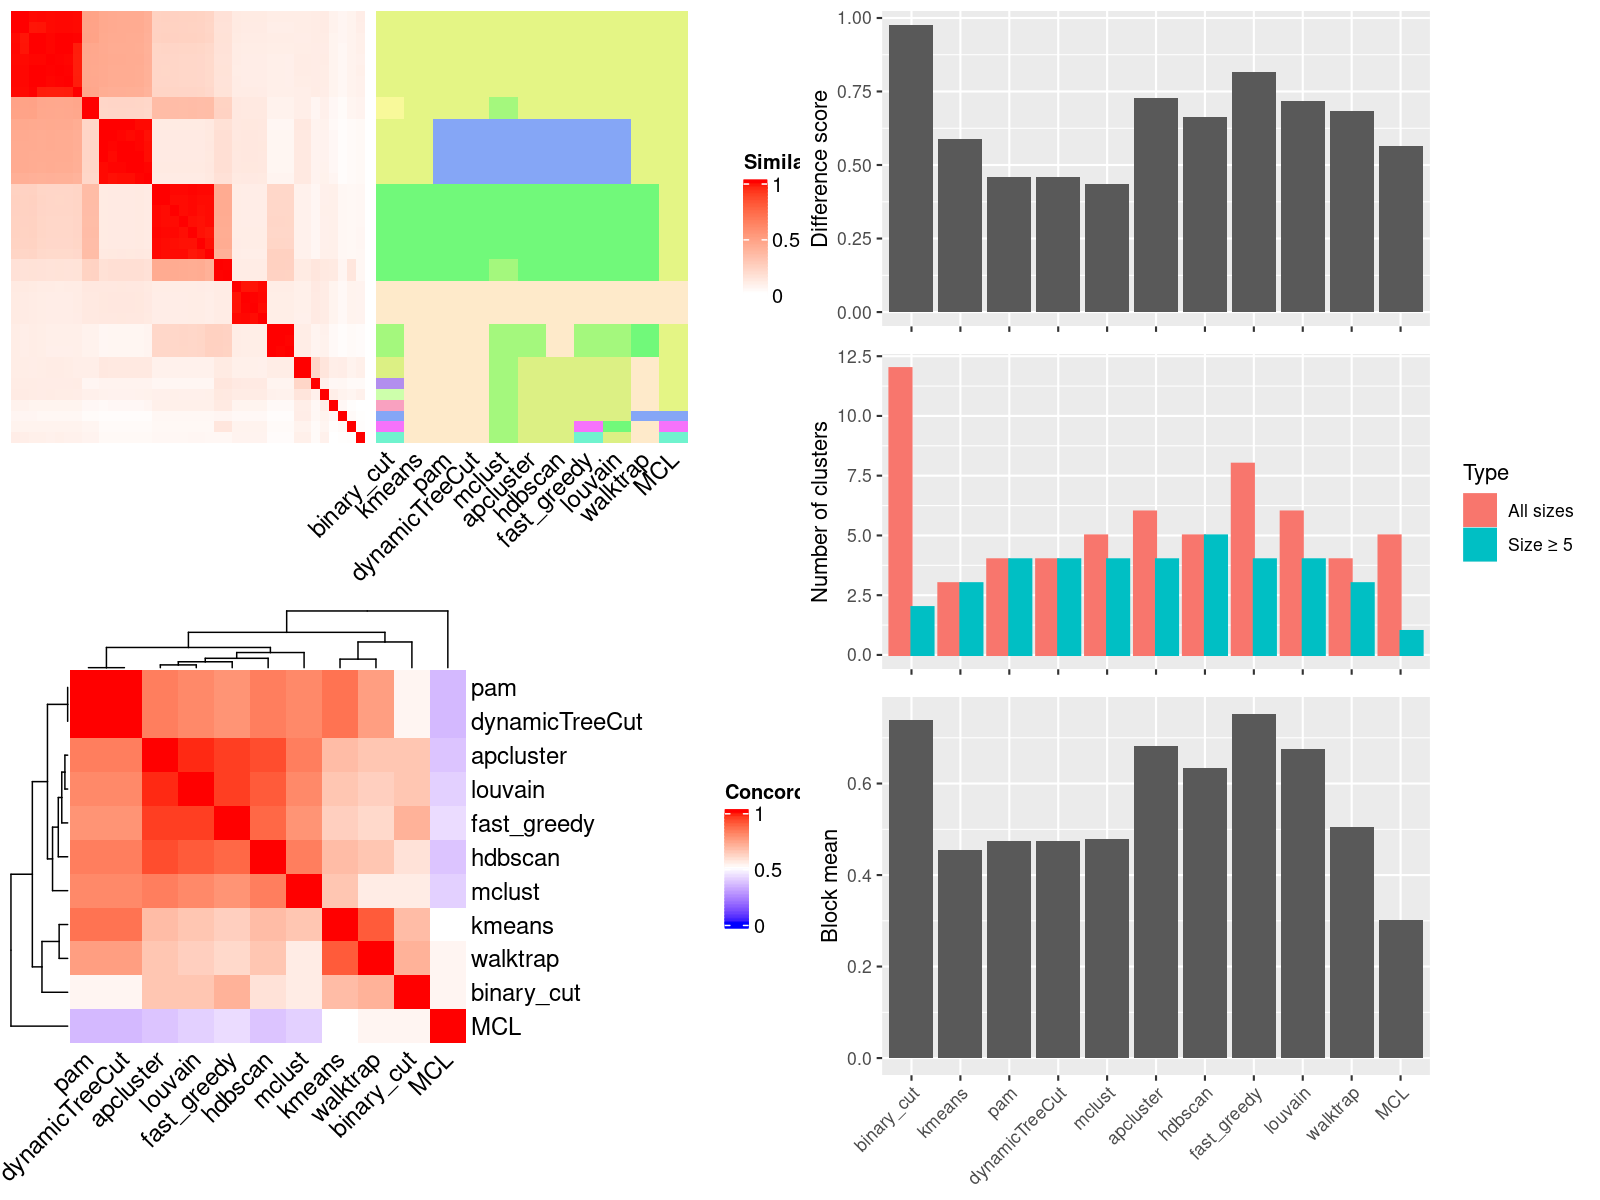 Simila
1
0.5
0
binary_cut
kmeans
pam
dynamicTreeCut
mclust
apcluster
hdbscan
fast_greedy
louvain
walktrap
MCL
pam
dynamicTreeCut
apcluster
louvain
fast_greedy
hdbscan
mclust
kmeans
walktrap
binary_cut
MCL
Concord
1
0.5
0
pam
dynamicTreeCut
apcluster
louvain
fast_greedy
hdbscan
mclust
kmeans
walktrap
binary_cut
MCL
Difference score
1.00
0.75
0.50
0.25
0.00
Number of clusters
12.5
10.0
7.5
5.0
2.5
0.0
Type
All sizes
Size ≥ 5
Block mean
0.6
0.4
0.2
0.0
binary_cut
kmeans
pam
dynamicTreeCut
mclust
apcluster
hdbscan
fast_greedy
louvain
walktrap
MCL